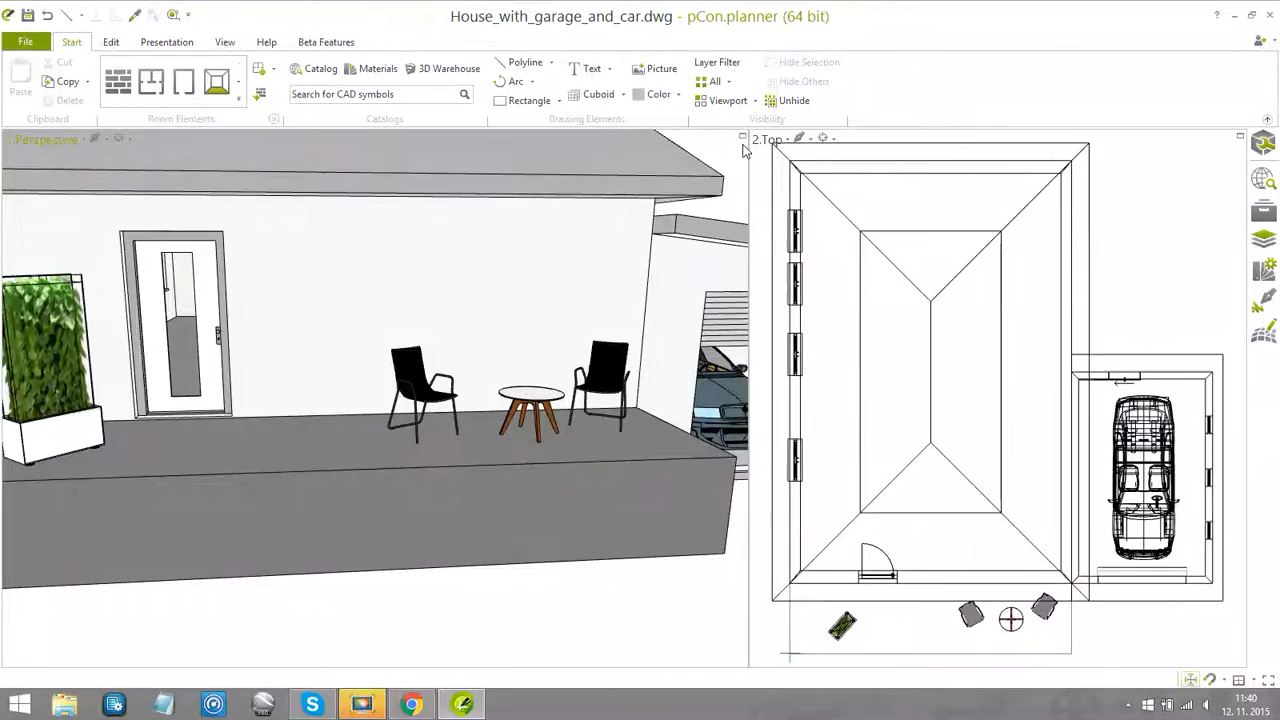 House_with_garage_and_car.dwg - pCon.planner (64 bit)
File Start Edit Presentation View Help Beta Features
Paste
Cut
Copy
Delete
Clipboard
Room Elements
Catalog Materials 3D Warehouse
Search for CAD symbols
Catalogs
Polyline Text Picture
Arc Cuboid Color
Rectangle
Drawing Elements
Layer Filter
All
Viewport
Hide Selection
Hide Others
Unhide
Visibility
1.Perspective
2.Top
11:40
12. 11. 2015